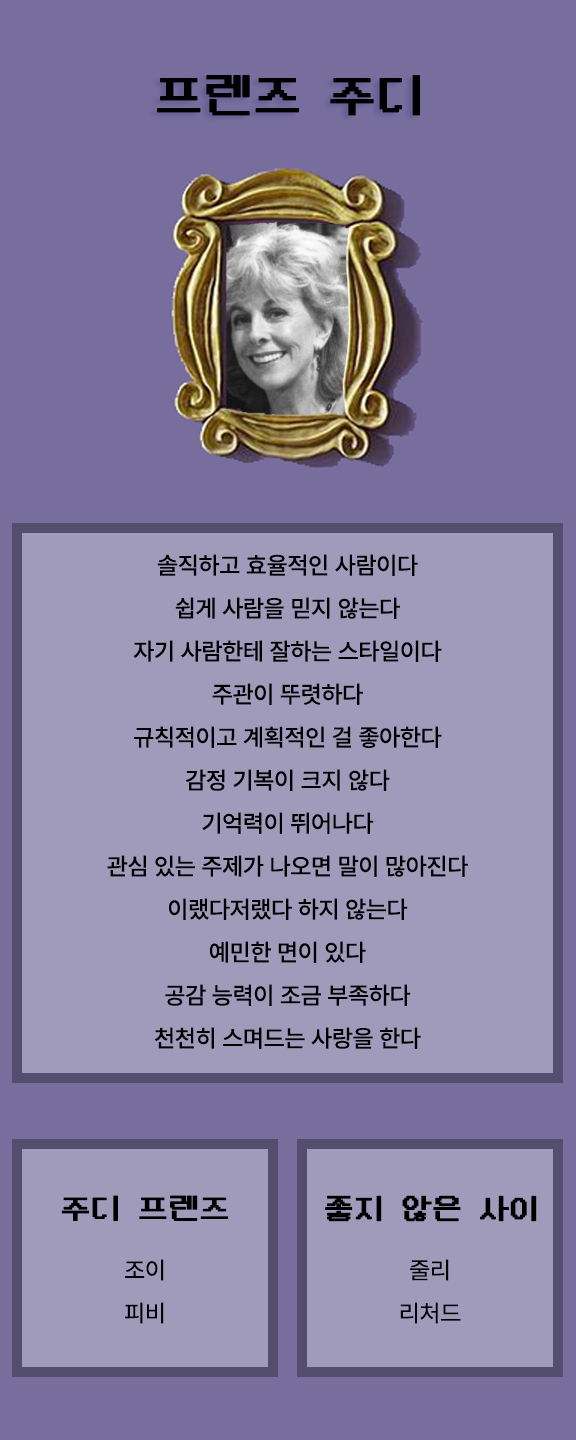 프렌즈 주디
솔직하고 효율적인 사람이다
쉽게 사람을 믿지 않는다
자기 사람한테 잘하는 스타일이다
주관이 뚜렷하다
규칙적이고 계획적인 걸 좋아한다
감정 기복이 크지 않다
기억력이 뛰어나다
관심 있는 주제가 나오면 말이 많아진다
이랬다저랬다 하지 않는다
예민한 면이 있다
공감 능력이 조금 부족하다
천천히 스며드는 사랑을 한다
주디 프렌즈
조이
피비
좋지 않은 사이
줄리
리처드